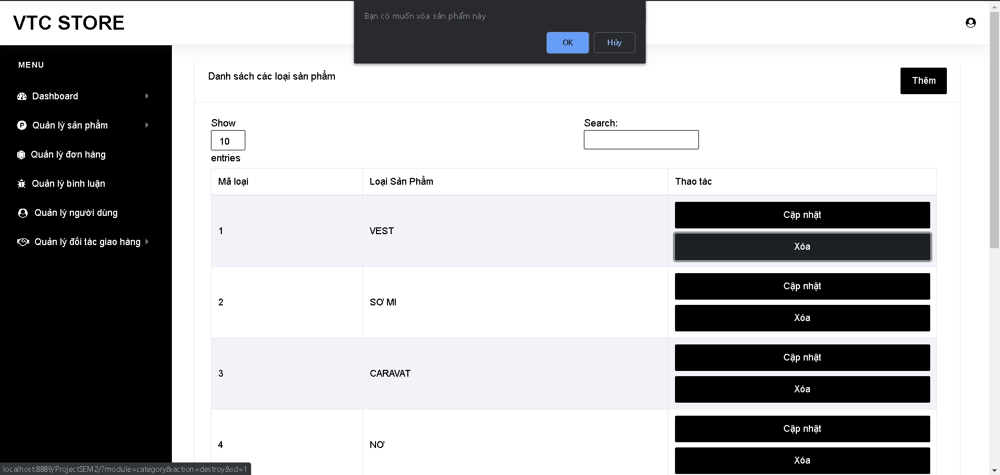 VTC STORE
Bạn có muốn xóa sản phẩm này
OK
Hủy
MENU
Dashboard
Quản lý sản phẩm
Quản lý đơn hàng
Quản lý bình luận
Quản lý người dùng
Quản lý đối tác giao hàng
Danh sách các loại sản phẩm
Thêm
Show
10
entries
Search:
Mã loại
Loại Sản Phẩm
Thao tác
1
VEST
Cập nhật
Xóa
2
SƠ MI
Cập nhật
Xóa
3
CARAVAT
Cập nhật
Xóa
4
NƠ
Cập nhật
Xóa
localhost:8889/ProjectSEM2/?module=category&action=destroy&id=1